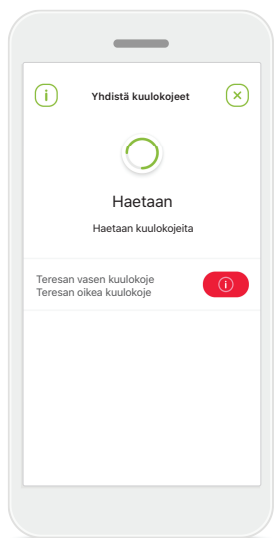 Yhdistä kuulokojeet
Haetaan
Haetaan kuulokojeita
Teresan vasen kuulokoje
Teresan oikea kuulokoje